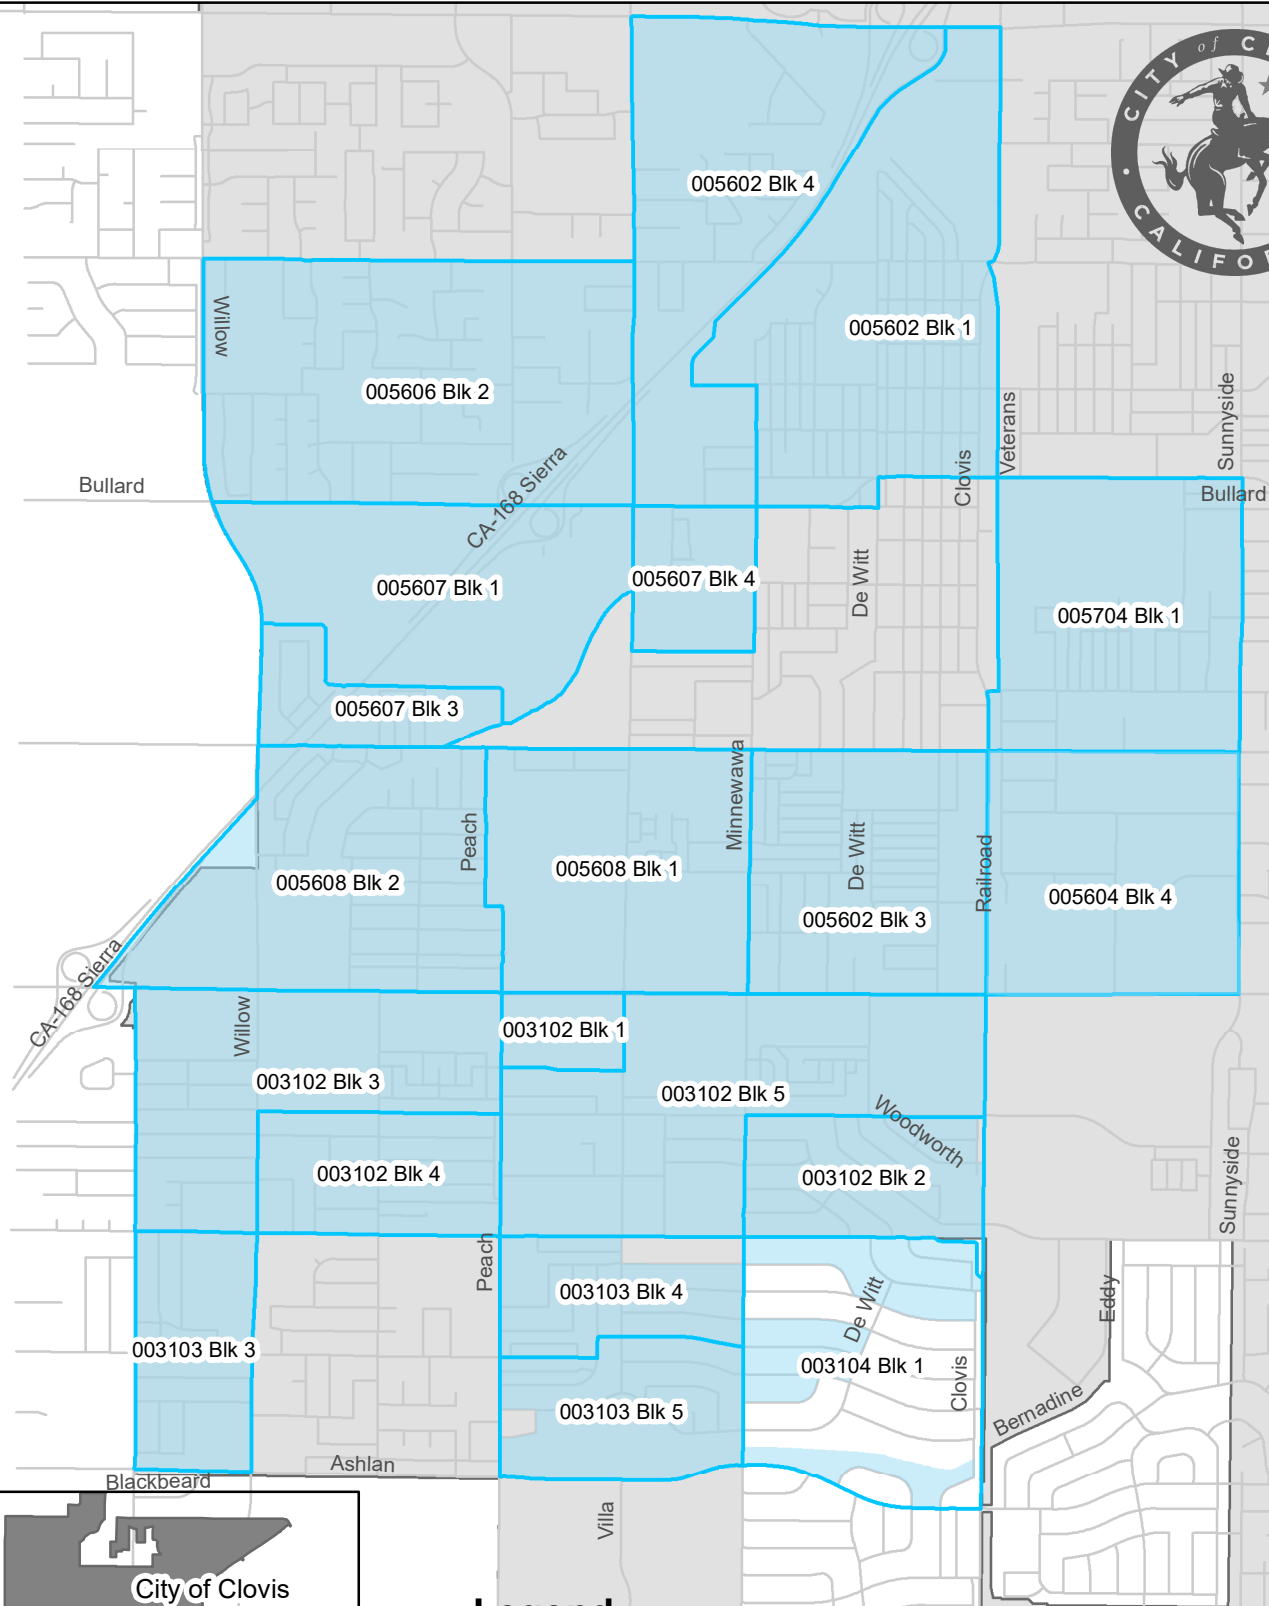 CITY of C
CALIFO
005602 Blk 4
Willow
005602 Blk 1
005606 Blk 2
Sunnyside
Veterans
Clovis
CA-168 Sierra
Bullard
Bullard
005607 Blk 1
005607 Blk 4
De Witt
005704 Blk 1
005607 Blk 3
Minnewawa
Peach
De Witt
Railroad
005608 Blk 2
005608 Blk 1
005602 Blk 3
005604 Blk 4
CA-168 Sierra
Willow
003102 Blk 1
003102 Blk 3
003102 Blk 5
Woodworth
003102 Blk 4
003102 Blk 2
Sunnyside
Peach
003103 Blk 4
De Witt
Eddy
003103 Blk 3
003104 Blk 1
Clovis
003103 Blk 5
Bernadine
Ashlan
Blackbeard
Villa
City of Clovis
Legend